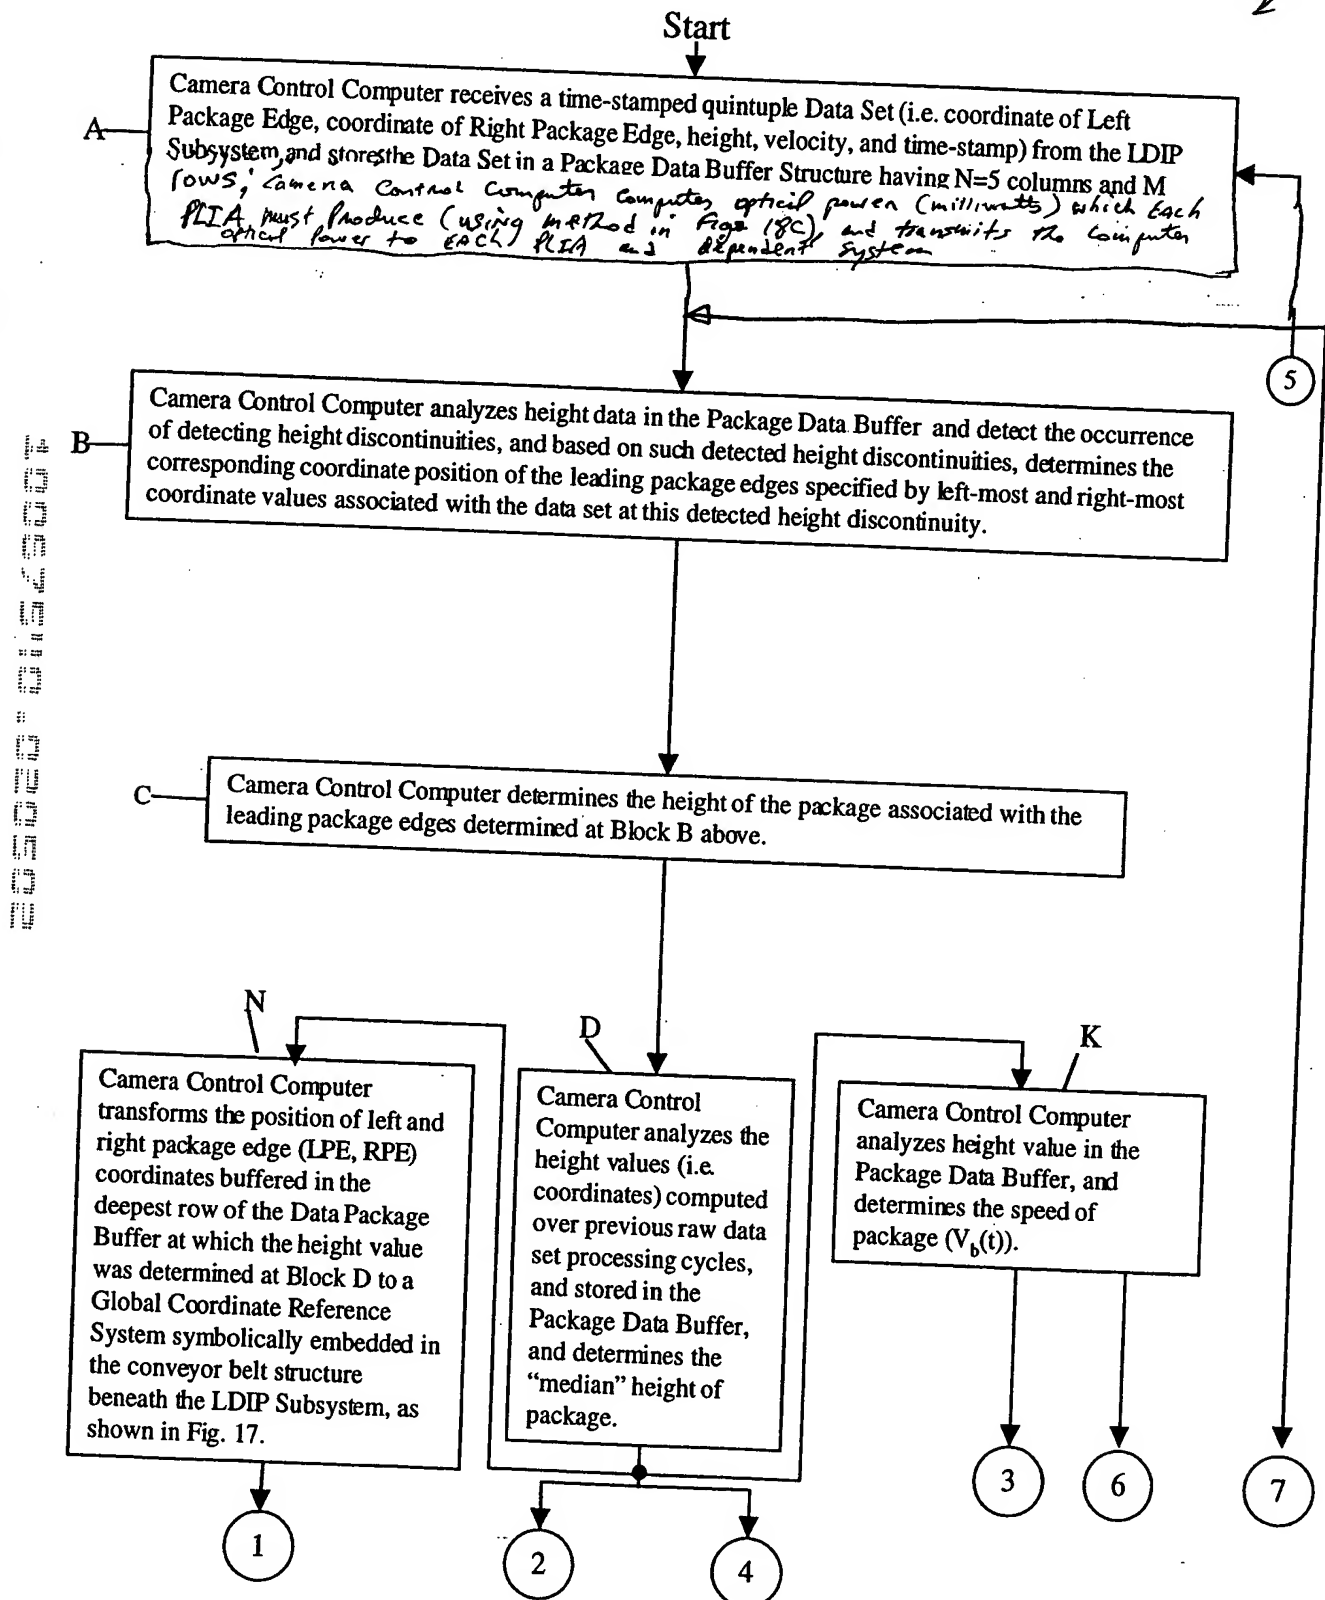 2
Start
A
Camera Control Computer receives a time-stamped quintuple Data Set (i.e. coordinate of Left
Package Edge, coordinate of Right Package Edge, height, velocity, and time-stamp) from the LDIP
Subsystem, and storesthe Data Set in a Package Data Buffer Structure having N=5 columns and M
rows; Camera Control Computer computes optical power (milliwatts) which Each
PLIA must Produce (using method in Figs 18C), and transmits the computer
optical Power to EACH PLIA and dependent system
5
B
Camera Control Computer analyzes height data in the Package Data Buffer and detect the occurrence
of detecting height discontinuities, and based on such detected height discontinuities, determines the
corresponding coordinate position of the leading package edges specified by left-most and right-most
coordinate values associated with the data set at this detected height discontinuity.
C
Camera Control Computer determines the height of the package associated with the
leading package edges determined at Block B above.
N
Camera Control Computer
transforms the position of left and
right package edge (LPE, RPE)
coordinates buffered in the
deepest row of the Data Package
Buffer at which the height value
was determined at Block D to a
Global Coordinate Reference
System symbolically embedded in
the conveyor belt structure
beneath the LDIP Subsystem, as
shown in Fig. 17.
D
Camera Control
Computer analyzes the
height values (i.e.
coordinates) computed
over previous raw data
set processing cycles,
and stored in the
Package Data Buffer,
and determines the
“median” height of
package.
K
Camera Control Computer
analyzes height value in the
Package Data Buffer, and
determines the speed of
package (V_b(t)).
1
2
4
3
6
7
10057510.020502